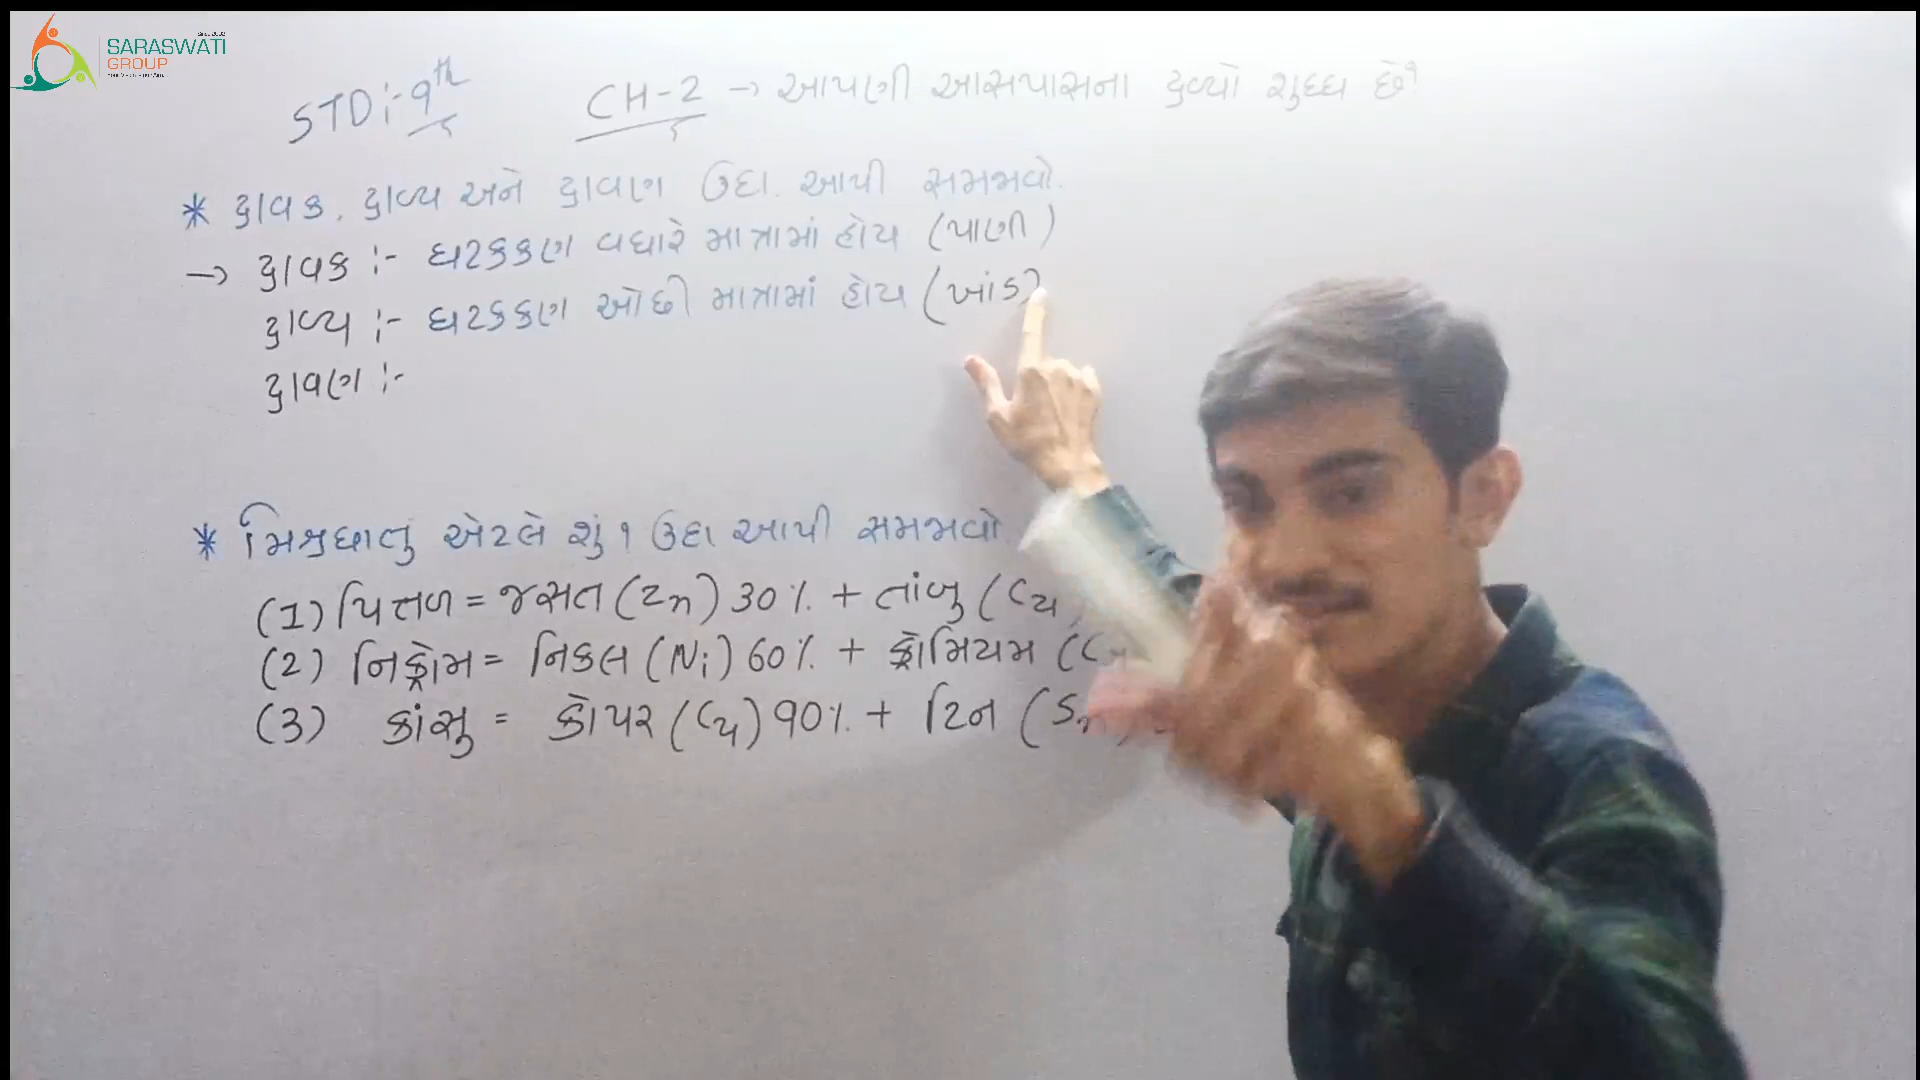 SARASWATI
GROUP
STD:- 9th
CH-2 → આપણી આસપાસના દ્રવ્યો શુધ્ધ છે?
* દ્રાવક, દ્રાવ્ય અને દ્રાવણ ઉદા. આપી સમજાવો.
→ દ્રાવક :- ઘટકકણ વધારે માત્રામાં હોય (પાણી)
દ્રાવ્ય :- ઘટકકણ ઓછી માત્રામાં હોય (ખાંડ)
દ્રાવણ :-
* મિશ્રધાતુ એટલે શું? ઉદા આપી સમજાવો
(1) પિત્તળ = જસત (Zn) 30% + તાંબુ (Cu)
(2) નિક્રોમ = નિકલ (Ni) 60% + ક્રોમિયમ
(3) કાંસુ = કોપર (Cu) 90% + ટિન (Sn)